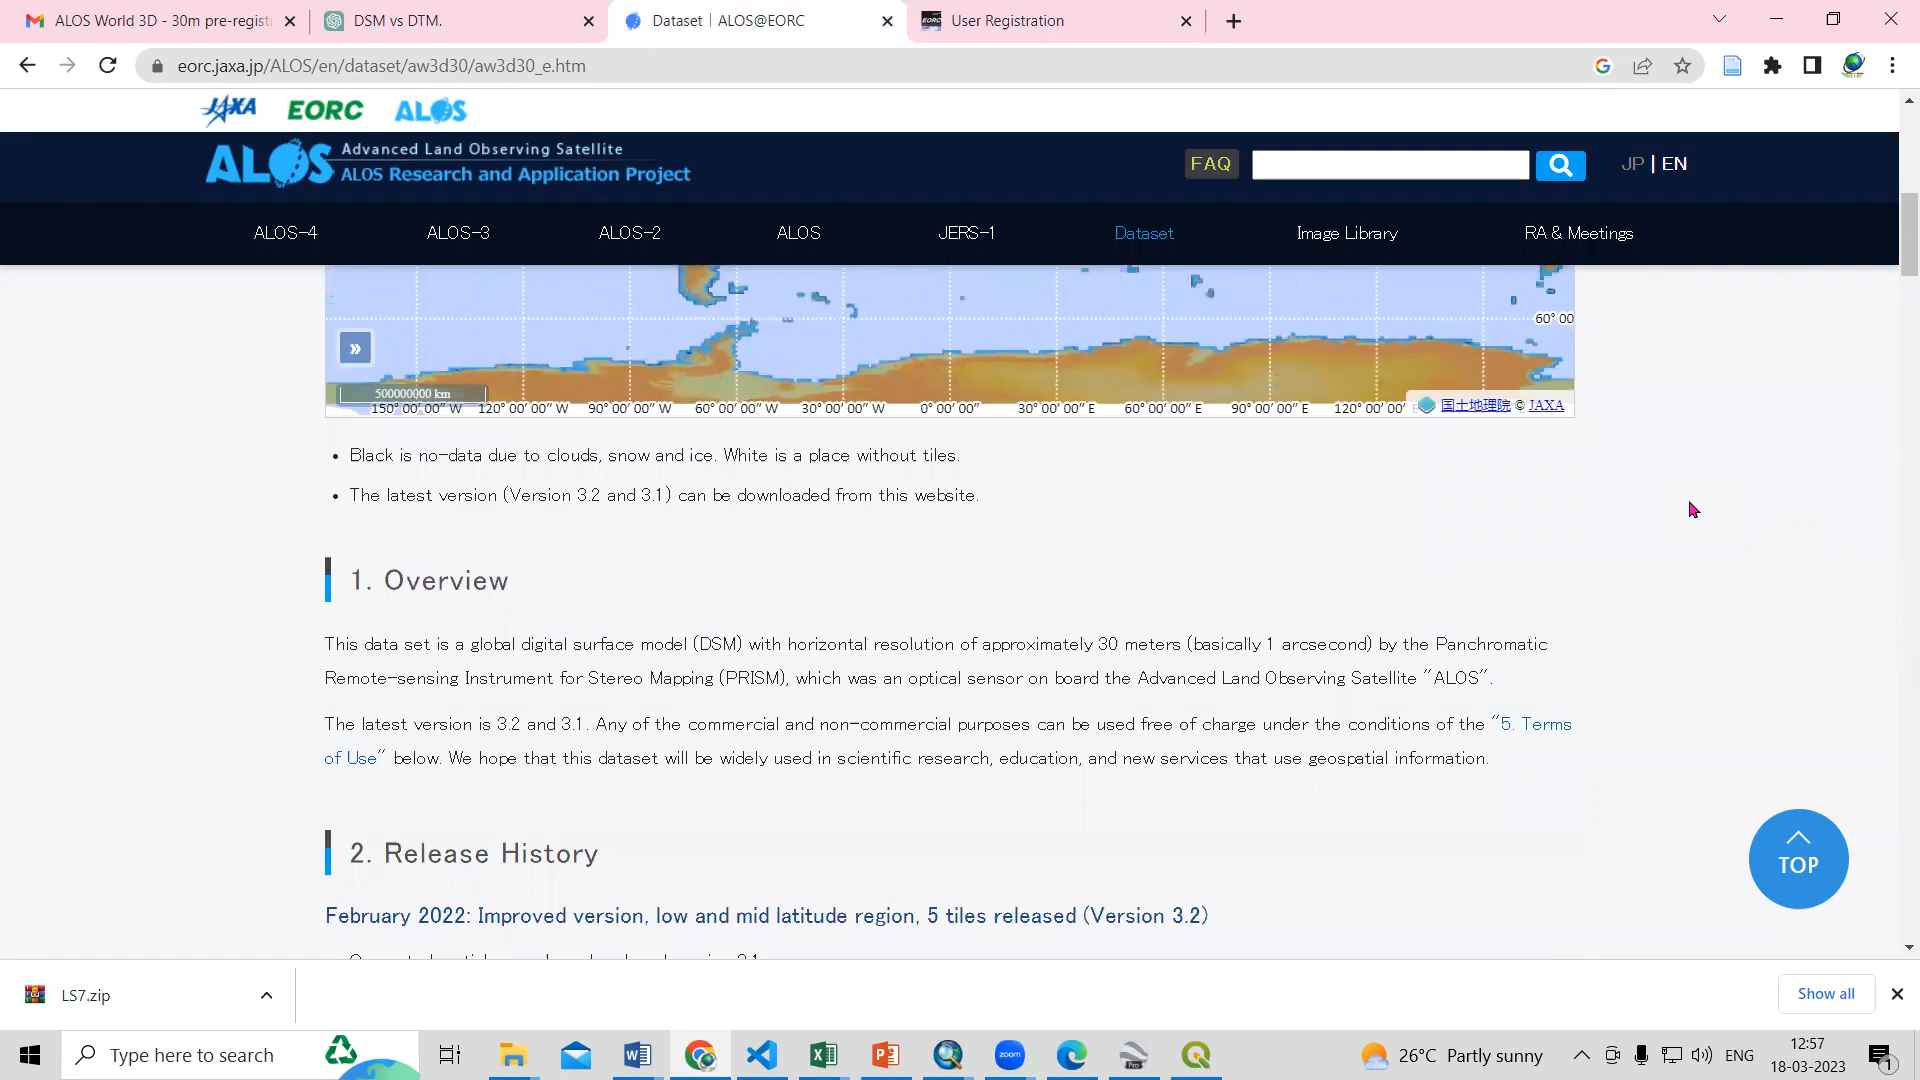 ALOS World 3D - 30m pre-regist
DSM vs DTM.
Dataset | ALOS@EORC
User Registration
eorc.jaxa.jp/ALOS/en/dataset/aw3d30/aw3d30_e.htm
JAXA EORC ALOS
ALOS Advanced Land Observing Satellite
ALOS Research and Application Project
FAQ
JP | EN
ALOS-4
ALOS-3
ALOS-2
ALOS
JERS-1
Dataset
Image Library
RA & Meetings
60° 00
»
500000000 km
150° 00′ 00″ W 120° 00′ 00″ W 90° 00′ 00″ W 60° 00′ 00″ W 30° 00′ 00″ W 0° 00′ 00″ 30° 00′ 00″ E 60° 00′ 00″ E 90° 00′ 00″ E 120° 00′ 00″
国土地理院 © JAXA
• Black is no-data due to clouds, snow and ice. White is a place without tiles.
• The latest version (Version 3.2 and 3.1) can be downloaded from this website.
1. Overview
This data set is a global digital surface model (DSM) with horizontal resolution of approximately 30 meters (basically 1 arcsecond) by the Panchromatic
Remote-sensing Instrument for Stereo Mapping (PRISM), which was an optical sensor on board the Advanced Land Observing Satellite "ALOS".
The latest version is 3.2 and 3.1. Any of the commercial and non-commercial purposes can be used free of charge under the conditions of the "5. Terms
of Use" below. We hope that this dataset will be widely used in scientific research, education, and new services that use geospatial information.
TOP
2. Release History
February 2022: Improved version, low and mid latitude region, 5 tiles released (Version 3.2)
LS7.zip
Show all
Type here to search
zoom
Pro
26°C Partly sunny
ENG
12:57
18-03-2023
1